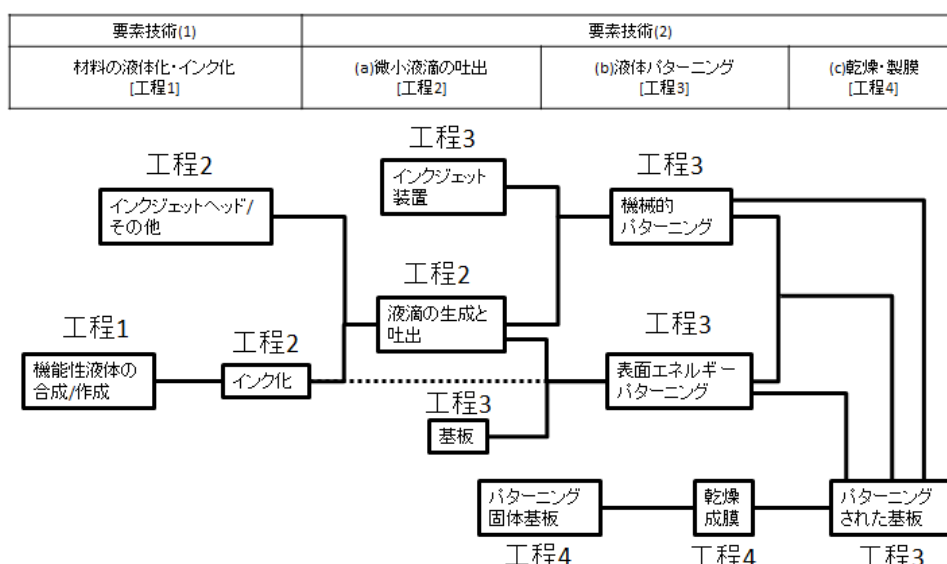 要素技術(1)
要素技術(2)
材料の液体化・インク化
[工程1]
(a)微小液滴の吐出
[工程2]
(b)液体パターニング
[工程3]
(c)乾燥・製膜
[工程4]
工程3
工程2
インクジェット
装置
工程3
インクジェットヘッド/
その他
機械的
パターニング
工程2
液滴の生成と
吐出
工程1
工程2
工程3
機能性液体の
合成/作成
インク化
表面エネルギー
パターニング
工程3
基板
パターニング
固体基板
乾燥
成膜
パターニング
された基板
工程4
工程4
工程3